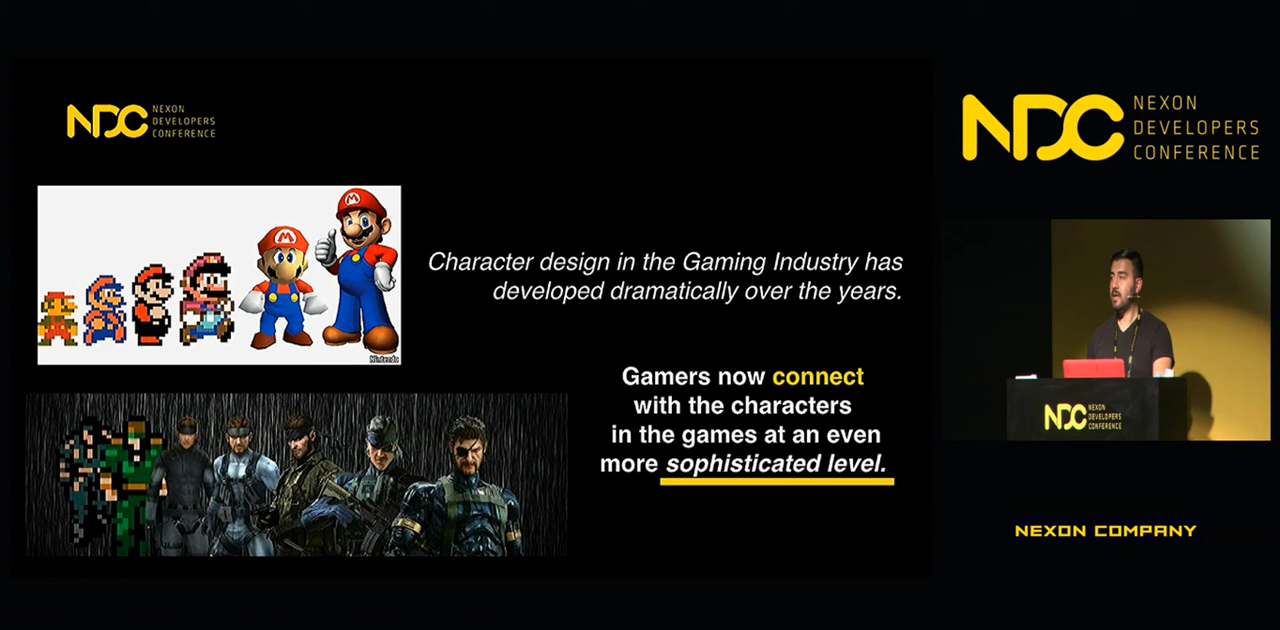 NDC NEXON
DEVELOPERS
CONFERENCE
Character design in the Gaming Industry has
developed dramatically over the years.
Gamers now connect
with the characters
in the games at an even
more sophisticated level.
M
M
Nintendo
NDC NEXON
DEVELOPERS
CONFERENCE
NDC NEXON
DEVELOPERS
CONFERENCE
NEXON COMPANY